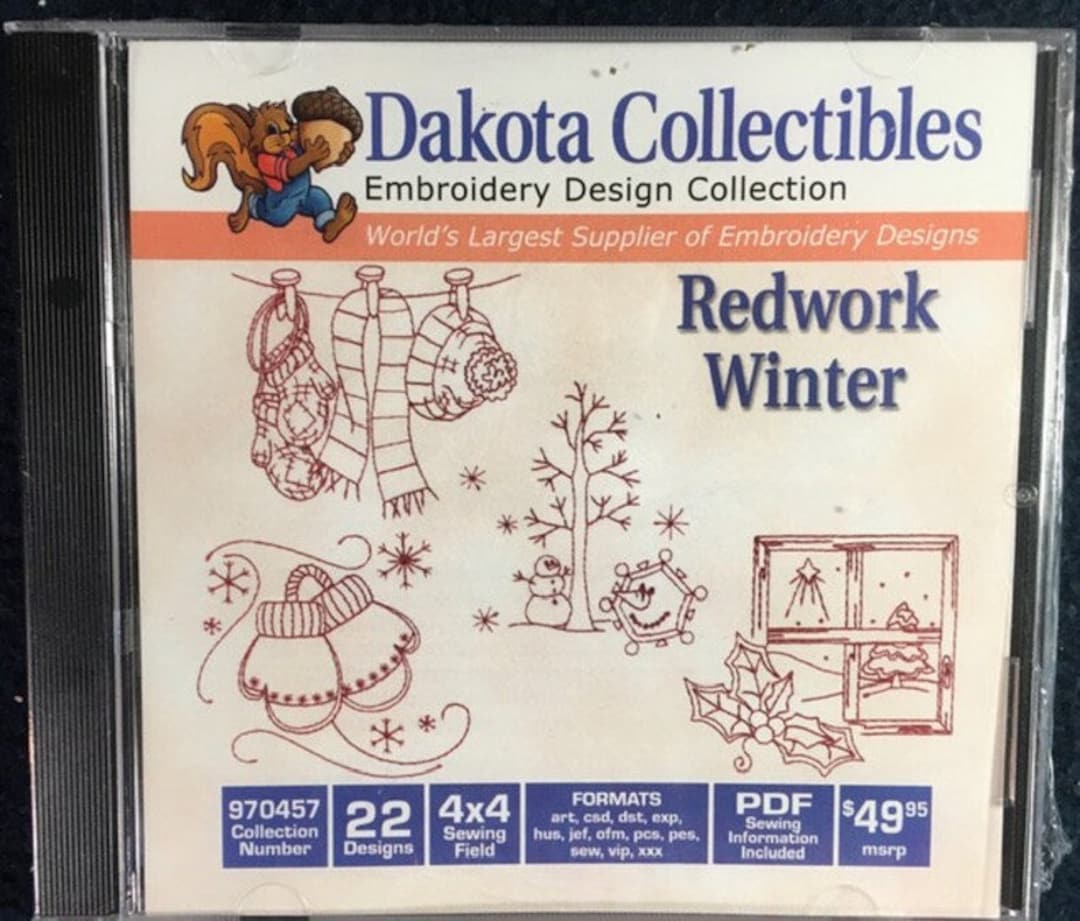 Dakota Collectibles
Embroidery Design Collection
World's Largest Supplier of Embroidery Designs
Redwork
Winter
970457
Collection
Number
22
Designs
4x4
Sewing
Field
FORMATS
art, csd, dst, exp,
hus, jef, ofm, pcs, pes,
sew, vip, xxx
PDF
Sewing
Information
Included
$49.95
msrp